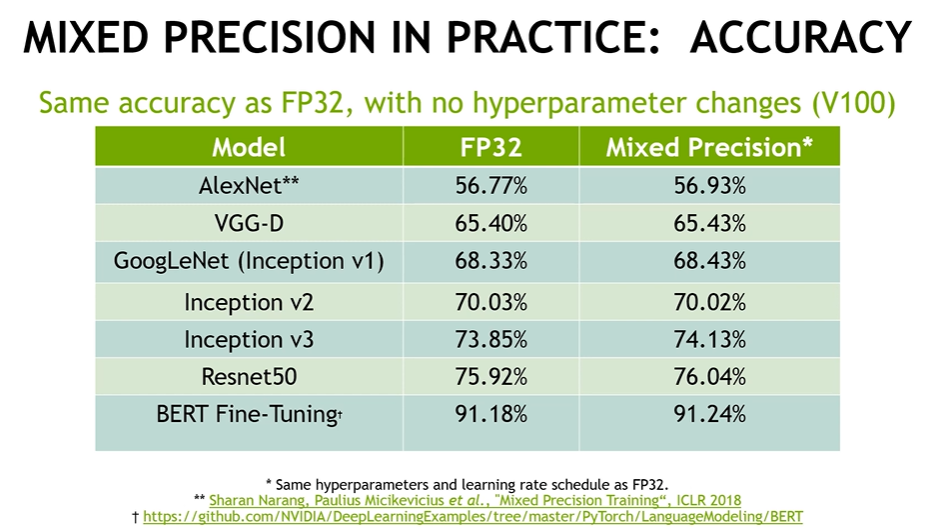 MIXED PRECISION IN PRACTICE: ACCURACY
Same accuracy as FP32, with no hyperparameter changes (V100)
Model FP32 Mixed Precision*
AlexNet** 56.77% 56.93%
VGG-D 65.40% 65.43%
GoogLeNet (Inception v1) 68.33% 68.43%
Inception v2 70.03% 70.02%
Inception v3 73.85% 74.13%
Resnet50 75.92% 76.04%
BERT Fine-Tuning† 91.18% 91.24%
* Same hyperparameters and learning rate schedule as FP32.
** Sharan Narang, Paulius Micikevicius et al., "Mixed Precision Training“, ICLR 2018
† https://github.com/NVIDIA/DeepLearningExamples/tree/master/PyTorch/LanguageModeling/BERT